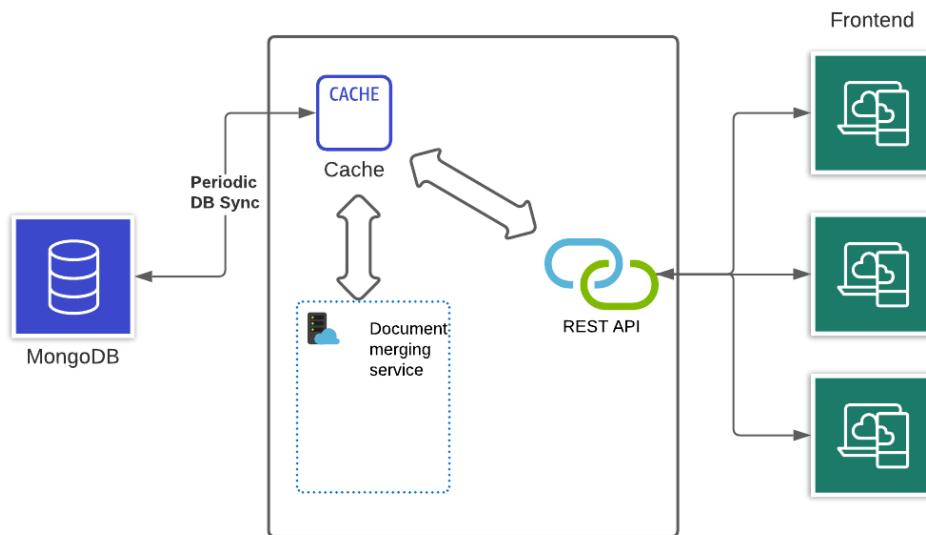 Frontend
CACHE
Cache
Periodic
DB Sync
MongoDB
REST API
Document
merging
service